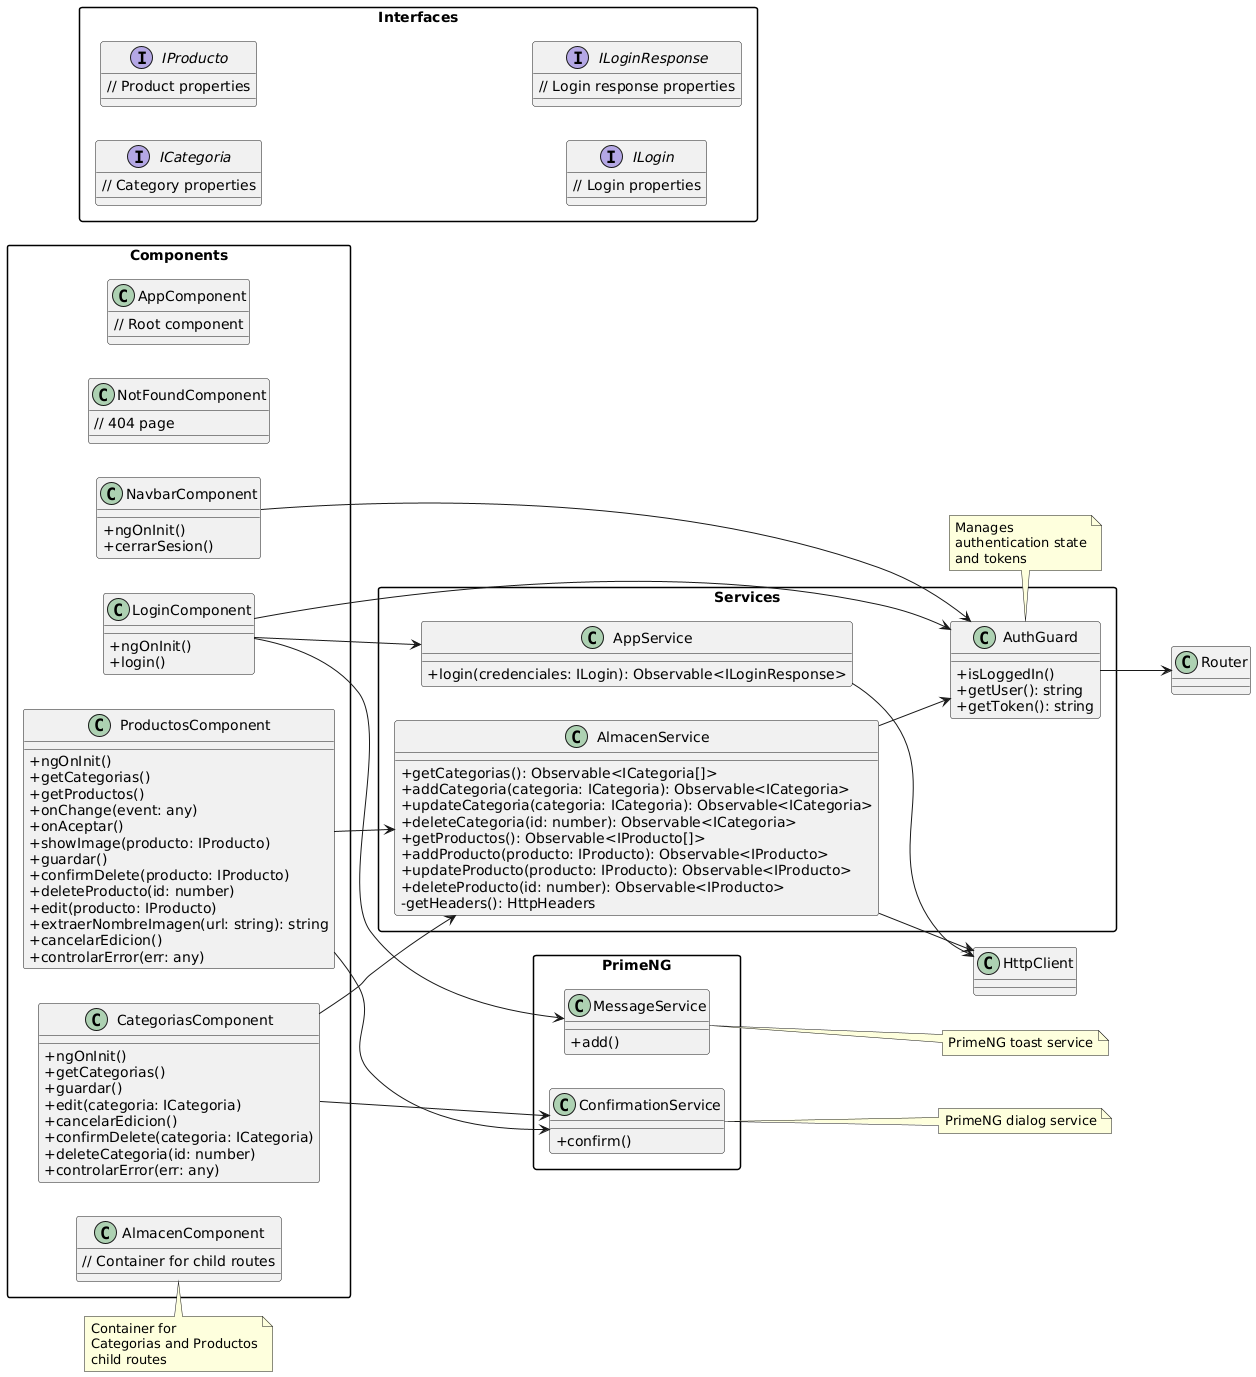 Interfaces
I IProducto
// Product properties
I ILoginResponse
// Login response properties
I ICategoria
// Category properties
I ILogin
// Login properties
Components
C AppComponent
// Root component
C NotFoundComponent
// 404 page
C NavbarComponent
+ngOnInit()
+cerrarSesion()
C LoginComponent
+ngOnInit()
+login()
C ProductosComponent
+ngOnInit()
+getCategorias()
+getProductos()
+onChange(event: any)
+onAceptar()
+showImage(producto: IProducto)
+guardar()
+confirmDelete(producto: IProducto)
+deleteProducto(id: number)
+edit(producto: IProducto)
+extraerNombreImagen(url: string): string
+cancelarEdicion()
+controlarError(err: any)
C CategoriasComponent
+ngOnInit()
+getCategorias()
+guardar()
+edit(categoria: ICategoria)
+cancelarEdicion()
+confirmDelete(categoria: ICategoria)
+deleteCategoria(id: number)
+controlarError(err: any)
C AlmacenComponent
// Container for child routes
Container for
Categorias and Productos
child routes
Services
C AppService
+login(credenciales: ILogin): Observable<ILoginResponse>
C AlmacenService
+getCategorias(): Observable<ICategoria[]>
+addCategoria(categoria: ICategoria): Observable<ICategoria>
+updateCategoria(categoria: ICategoria): Observable<ICategoria>
+deleteCategoria(id: number): Observable<ICategoria>
+getProductos(): Observable<IProducto[]>
+addProducto(producto: IProducto): Observable<IProducto>
+updateProducto(producto: IProducto): Observable<IProducto>
+deleteProducto(id: number): Observable<IProducto>
-getHeaders(): HttpHeaders
Manages
authentication state
and tokens
C AuthGuard
+isLoggedIn()
+getUser(): string
+getToken(): string
C Router
C HttpClient
PrimeNG
C MessageService
+add()
PrimeNG toast service
C ConfirmationService
+confirm()
PrimeNG dialog service